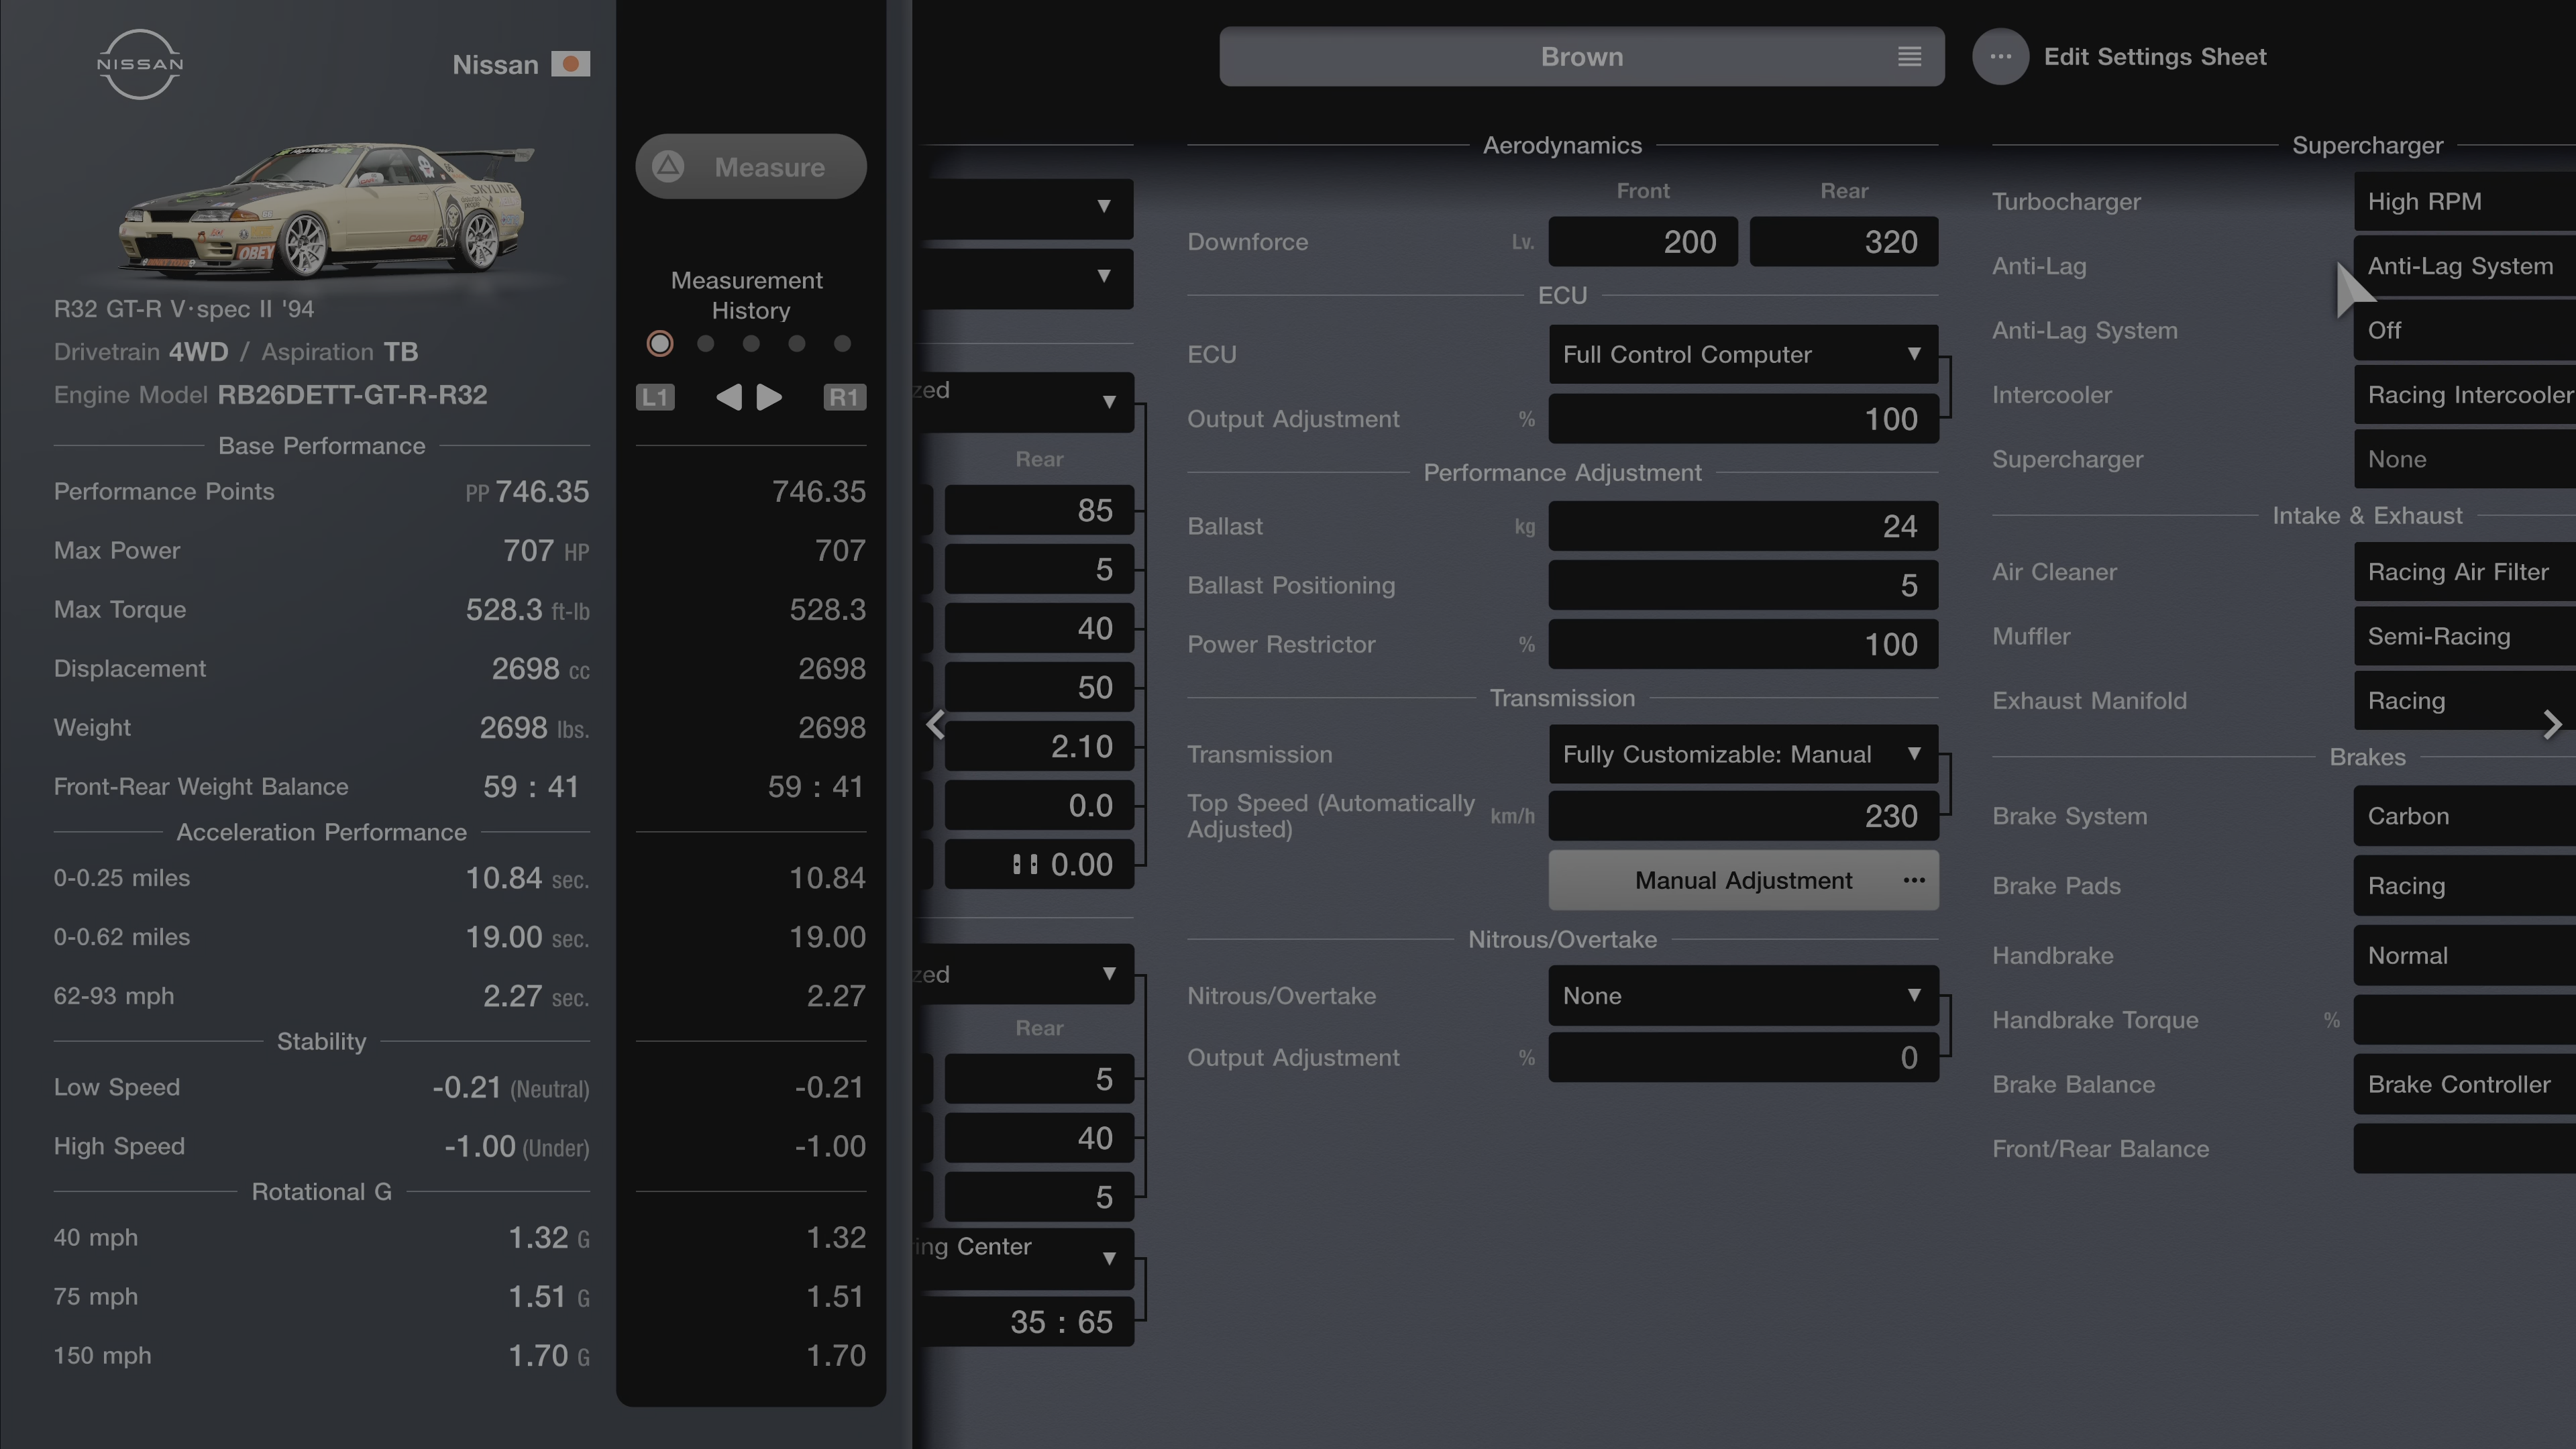 NISSAN
Nissan
SKYLINE
OBEY
R32 GT-R V·spec II '94
Drivetrain 4WD / Aspiration TB
Engine Model RB26DETT-GT-R-R32
Base Performance
Performance Points PP 746.35
Max Power 707 HP
Max Torque 528.3 ft-lb
Displacement 2698 cc
Weight 2698 lbs.
Front-Rear Weight Balance 59 : 41
Acceleration Performance
0-0.25 miles 10.84 sec.
0-0.62 miles 19.00 sec.
62-93 mph 2.27 sec.
Stability
Low Speed -0.21 (Neutral)
High Speed -1.00 (Under)
Rotational G
40 mph 1.32 G
75 mph 1.51 G
150 mph 1.70 G
Measure
Measurement
History
L1 R1
746.35
707
528.3
2698
2698
59 : 41
10.84
19.00
2.27
-0.21
-1.00
1.32
1.51
1.70
zed
Rear
85
5
40
50
2.10
0.0
0.00
zed
Rear
5
40
5
ing Center
35 : 65
Brown
Edit Settings Sheet
Aerodynamics
Front Rear
Downforce Lv. 200 320
ECU
ECU Full Control Computer
Output Adjustment % 100
Performance Adjustment
Ballast kg 24
Ballast Positioning 5
Power Restrictor % 100
Transmission
Transmission Fully Customizable: Manual
Top Speed (Automatically
Adjusted) km/h 230
Manual Adjustment
Nitrous/Overtake
Nitrous/Overtake None
Output Adjustment % 0
Supercharger
Turbocharger High RPM
Anti-Lag Anti-Lag System
Anti-Lag System Off
Intercooler Racing Intercooler
Supercharger None
Intake & Exhaust
Air Cleaner Racing Air Filter
Muffler Semi-Racing
Exhaust Manifold Racing
Brakes
Brake System Carbon
Brake Pads Racing
Handbrake Normal
Handbrake Torque %
Brake Balance Brake Controller
Front/Rear Balance